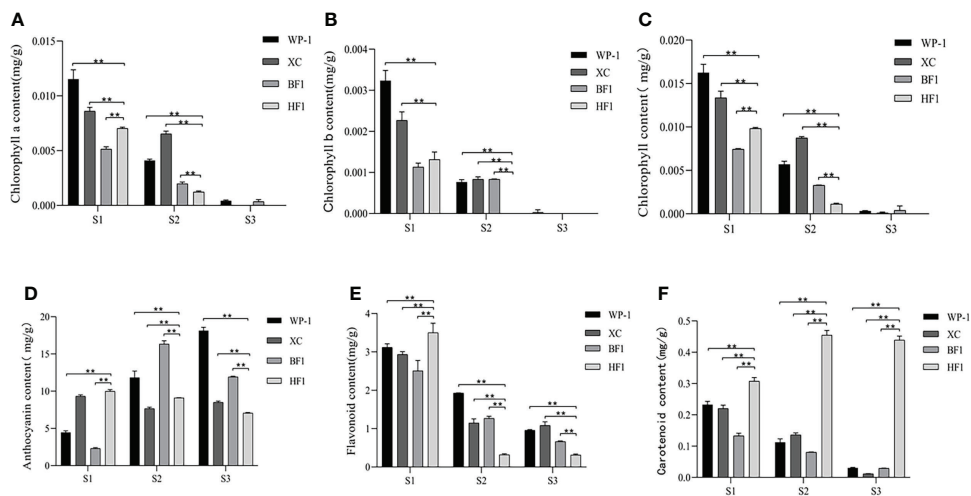 A
Chlorophyll a content(mg/g)
0.015
0.010
0.005
0.000
S1 S2 S3
WP-1
XC
BF1
HF1
** ** ** ** ** **
B
Chlorophyll b content(mg/g)
0.004
0.003
0.002
0.001
0.000
S1 S2 S3
WP-1
XC
BF1
HF1
** ** ** ** **
C
Chlorophyll content( mg/g)
0.020
0.015
0.010
0.005
0.000
S1 S2 S3
WP-1
XC
BF1
HF1
** ** ** ** ** **
D
Anthocyanin content( mg/g)
20
15
10
5
0
S1 S2 S3
WP-1
XC
BF1
HF1
** ** ** ** ** ** ** **
E
Flavonoid content(mg/g)
4
3
2
1
0
S1 S2 S3
WP-1
XC
BF1
HF1
** ** ** ** ** ** ** ** **
F
Carotenoid content(mg/g)
0.5
0.4
0.3
0.2
0.1
0.0
S1 S2 S3
WP-1
XC
BF1
HF1
** ** ** ** ** ** ** ** **